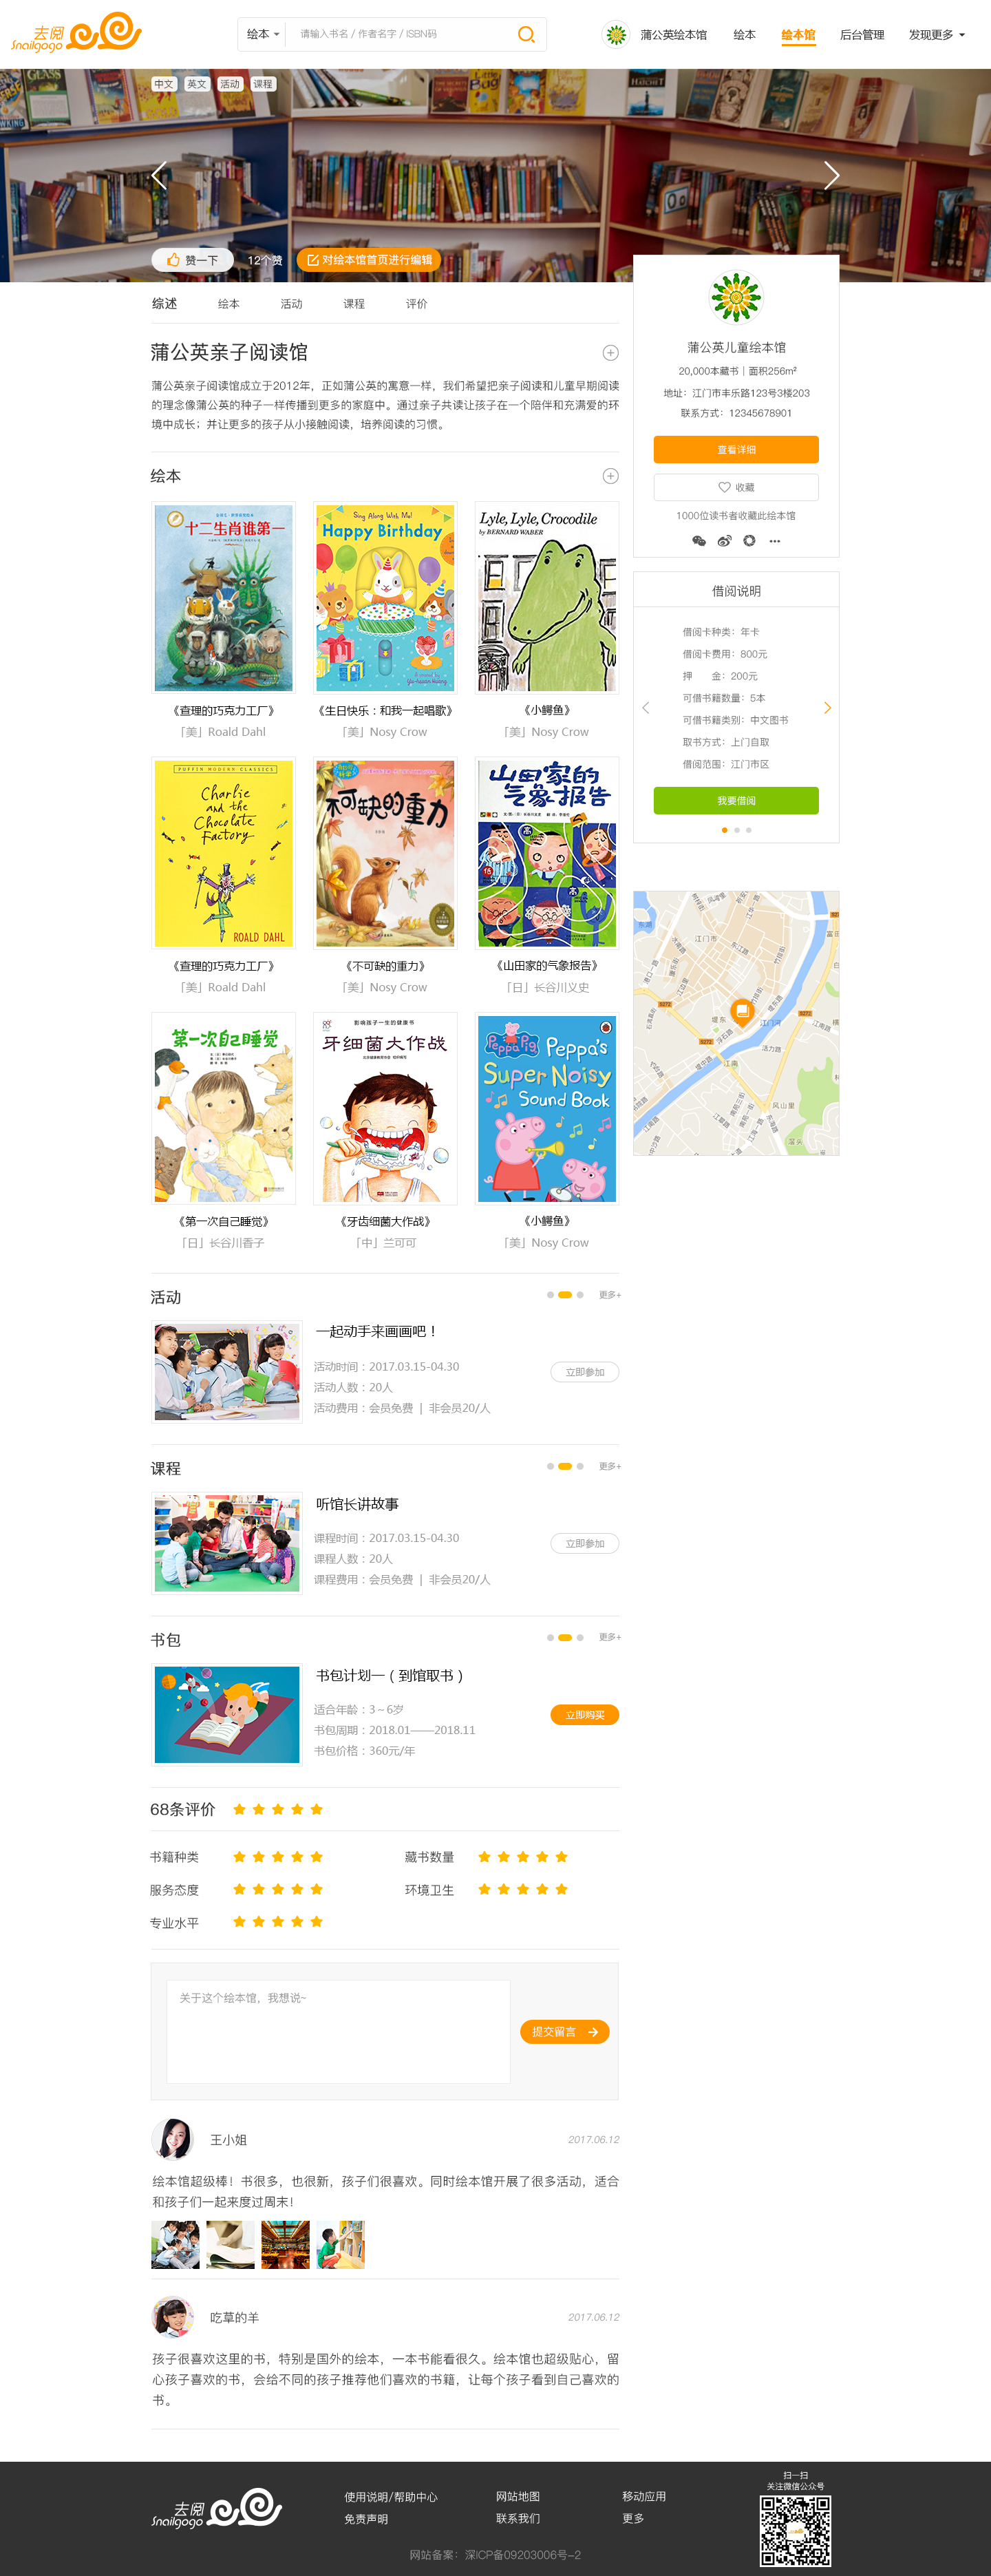 去阅
Snailgogo
绘本
请输入书名 / 作者名字 / ISBN码
蒲公英绘本馆
绘本
绘本馆
后台管理
发现更多
中文 英文 活动 课程
赞一下
12个赞
对绘本馆首页进行编辑
综述 绘本 活动 课程 评价
蒲公英亲子阅读馆
蒲公英亲子阅读馆成立于2012年，正如蒲公英的寓意一样，我们希望把亲子阅读和儿童早期阅读
的理念像蒲公英的种子一样传播到更多的家庭中。通过亲子共读让孩子在一个陪伴和充满爱的环
境中成长；并让更多的孩子从小接触阅读，培养阅读的习惯。
蒲公英儿童绘本馆
20,000本藏书｜面积256m²
地址：江门市丰乐路123号3楼203
联系方式：12345678901
查看详细
收藏
1000位读书者收藏此绘本馆
借阅说明
借阅卡种类：年卡
借阅卡费用：800元
押　　金：200元
可借书籍数量：5本
可借书籍类别：中文图书
取书方式：上门自取
借阅范围：江门市区
我要借阅
江门市
堤东
江门河
江南
凤山里
绘本
十二生肖谁第一
Sing Along With Me!
Happy Birthday
Lyle, Lyle, Crocodile
by BERNARD WABER
《查理的巧克力工厂》
「美」Roald Dahl
《生日快乐：和我一起唱歌》
「美」Nosy Crow
《小鳄鱼》
「美」Nosy Crow
PUFFIN MODERN CLASSICS
Charlie
and the
Chocolate
Factory
ROALD DAHL
不可缺的重力
山田家的
气象报告
《查理的巧克力工厂》
「美」Roald Dahl
《不可缺的重力》
「美」Nosy Crow
《山田家的气象报告》
「日」长谷川义史
第一次自己睡觉
影响孩子一生的健康书
牙细菌大作战
Peppa Pig
Peppa's
Super Noisy
Sound Book
《第一次自己睡觉》
「日」长谷川香子
《牙齿细菌大作战》
「中」兰可可
《小鳄鱼》
「美」Nosy Crow
活动
更多+
一起动手来画画吧！
活动时间：2017.03.15-04.30
活动人数：20人
活动费用：会员免费 | 非会员20/人
立即参加
课程
更多+
听馆长讲故事
课程时间：2017.03.15-04.30
课程人数：20人
课程费用：会员免费 | 非会员20/人
立即参加
书包
更多+
书包计划一（到馆取书）
适合年龄：3～6岁
书包周期：2018.01——2018.11
书包价格：360元/年
立即购买
68条评价
书籍种类
藏书数量
服务态度
环境卫生
专业水平
关于这个绘本馆，我想说~
提交留言
王小姐
2017.06.12
绘本馆超级棒！书很多，也很新，孩子们很喜欢。同时绘本馆开展了很多活动，适合
和孩子们一起来度过周末！
吃草的羊
2017.06.12
孩子很喜欢这里的书，特别是国外的绘本，一本书能看很久。绘本馆也超级贴心，留
心孩子喜欢的书，会给不同的孩子推荐他们喜欢的书籍，让每个孩子看到自己喜欢的
书。
去阅
Snailgogo
使用说明/帮助中心
免责声明
网站地图
联系我们
移动应用
更多
扫一扫
关注微信公众号
网站备案：深ICP备09203006号-2